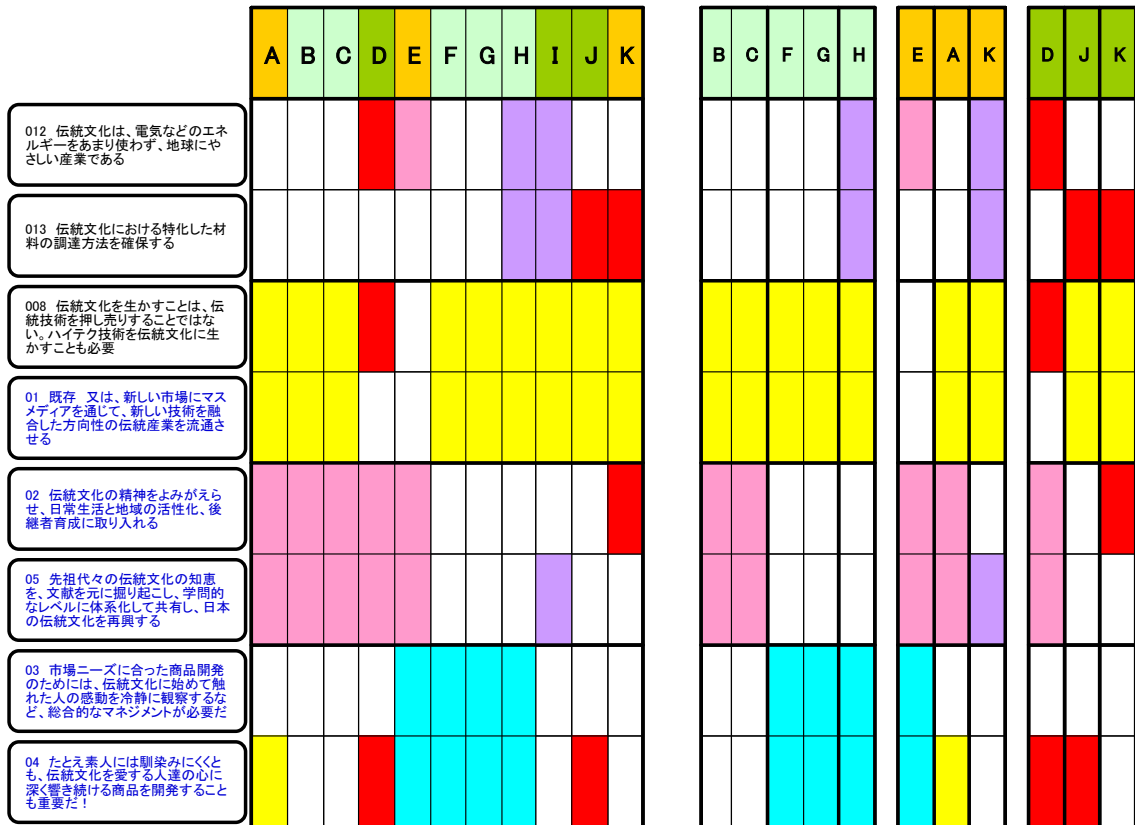 A B C D E F G H I J K B C F G H E A K D J K
012 伝統文化は、電気などのエネ
ルギーをあまり使わず、地球にや
さしい産業である
013 伝統文化における特化した材
料の調達方法を確保する
008 伝統文化を生かすことは、伝
統技術を押し売りすることではな
い。ハイテク技術を伝統文化に生
かすことも必要
01 既存 又は、新しい市場にマス
メディアを通じて、新しい技術を融
合した方向性の伝統産業を流通さ
せる
02 伝統文化の精神をよみがえら
せ、日常生活と地域の活性化、後
継者育成に取り入れる
05 先祖代々の伝統文化の知恵
を、文献を元に掘り起こし、学問的
なレベルに体系化して共有し、日本
の伝統文化を再興する
03 市場ニーズに合った商品開発
のためには、伝統文化に始めて触
れた人の感動を冷静に観察するな
ど、総合的なマネジメントが必要だ
04 たとえ素人には馴染みにくくと
も、伝統文化を愛する人達の心に
深く響き続ける商品を開発すること
も重要だ！